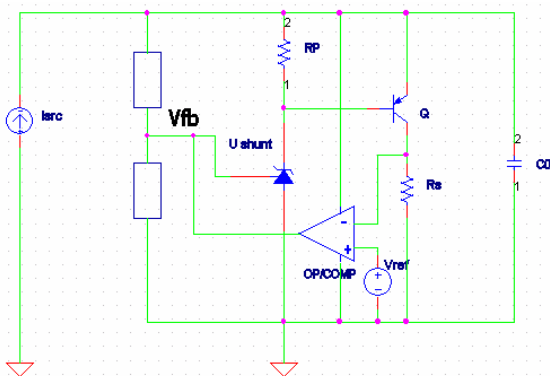 2
RP
1
Isrc
Vfb
Q
U shunt
2
C0
1
Rs
-
+
OP/COMP
Vref
+
-